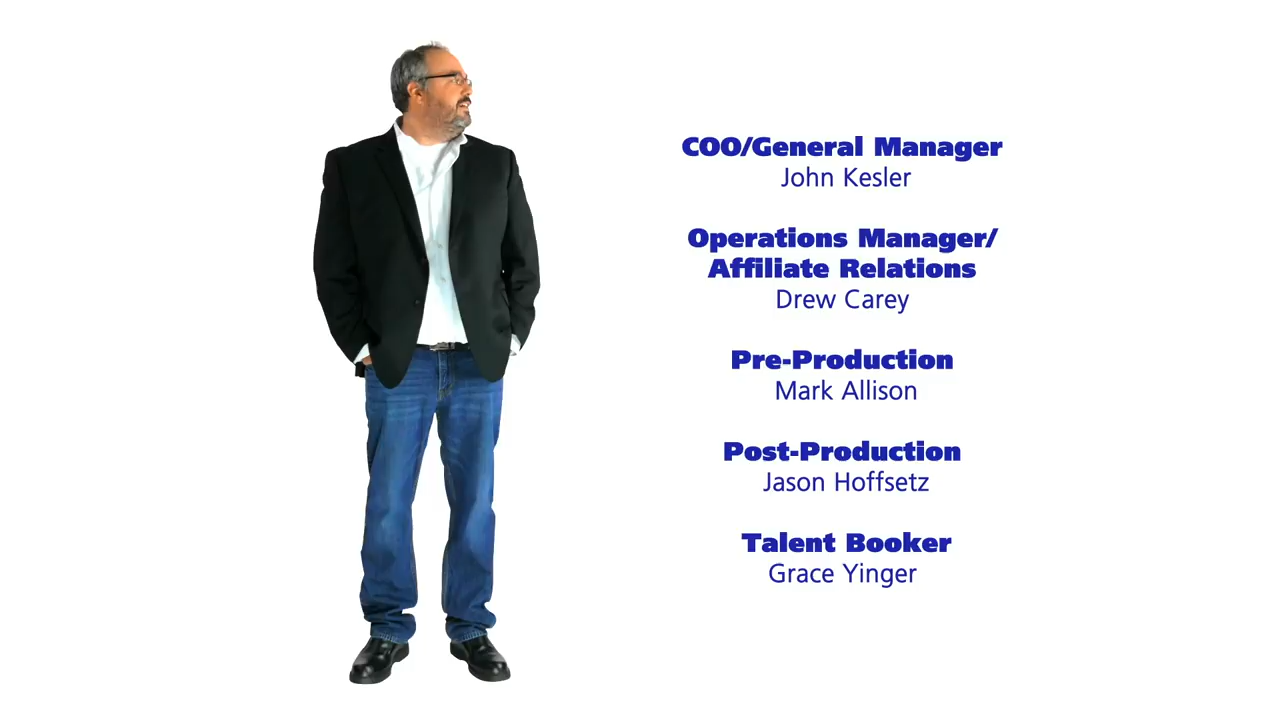 COO/General Manager
John Kesler
Operations Manager/
Affiliate Relations
Drew Carey
Pre-Production
Mark Allison
Post-Production
Jason Hoffsetz
Talent Booker
Grace Yinger